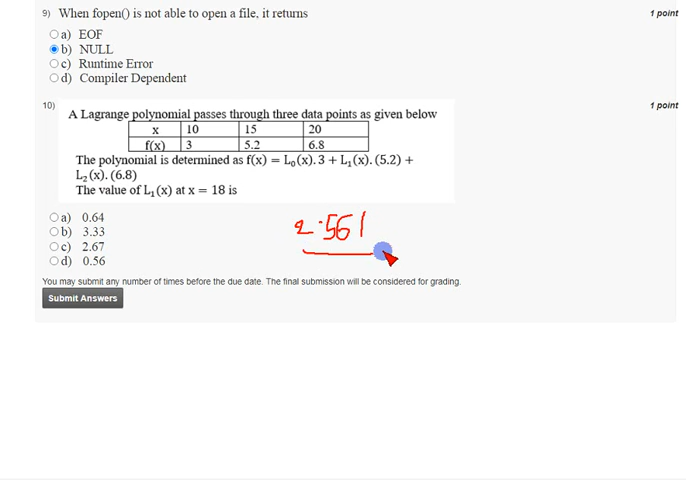 9) When fopen() is not able to open a file, it returns
1 point
a) EOF
b) NULL
c) Runtime Error
d) Compiler Dependent
10)
1 point
A Lagrange polynomial passes through three data points as given below
x 10 15 20
f(x) 3 5.2 6.8
The polynomial is determined as f(x) = L₀(x). 3 + L₁(x). (5.2) +
L₂(x). (6.8)
The value of L₁(x) at x = 18 is
a) 0.64
b) 3.33
c) 2.67
d) 0.56
2.561
You may submit any number of times before the due date. The final submission will be considered for grading.
Submit Answers